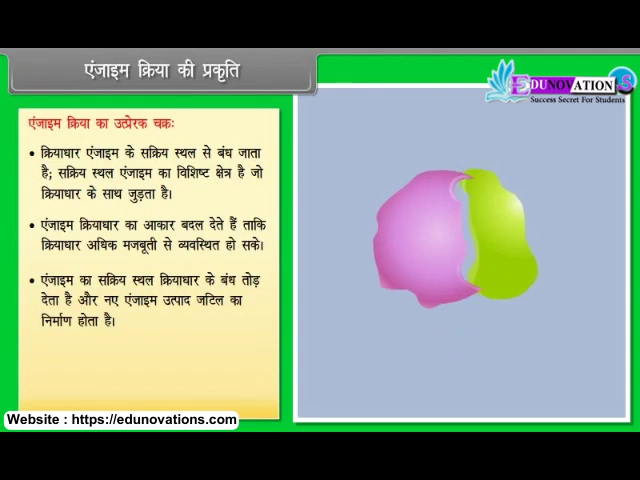 एंजाइम क्रिया की प्रकृति
EDUNOVATIONS
Success Secret For Students
एंजाइम क्रिया का उत्प्रेरक चक्रः
• क्रियाधार एंजाइम के सक्रिय स्थल से बंध जाता
है; सक्रिय स्थल एंजाइम का विशिष्ट क्षेत्र है जो
क्रियाधार के साथ जुड़ता है।
• एंजाइम क्रियाधार का आकार बदल देते हैं ताकि
क्रियाधार अधिक मजबूती से व्यवस्थित हो सके।
• एंजाइम का सक्रिय स्थल क्रियाधार के बंध तोड़
देता है और नए एंजाइम उत्पाद जटिल का
निर्माण होता है।
Website : https://edunovations.com